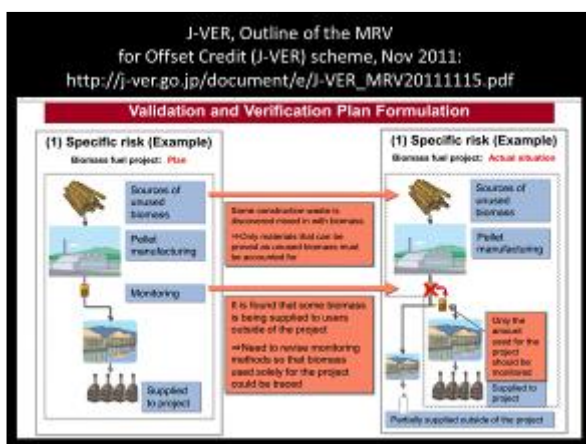 J-VER, Outline of the MRV
for Offset Credit (J-VER) scheme, Nov 2011:
http://j-ver.go.jp/document/e/J-VER_MRV20111115.pdf
Validation and Verification Plan Formulation
(1) Specific risk (Example)
Biomass fuel project: Plan
Sources of
unused
biomass
Pellet
manufacturing
Monitoring
Supplied
to project
Some construction waste is
discovered mixed in with biomass
⇒Only materials that can be
proved as unused biomass must
be accounted for
It is found that some biomass
is being supplied to users
outside of the project
⇒Need to revise monitoring
methods so that biomass
used solely for the project
could be traced
(1) Specific risk (Example)
Biomass fuel project: Actual situation
Sources of
unused
biomass
Pellet
manufacturing
Only the
amount
used for the
project
should be
monitored
Supplied to
project
Partially supplied outside of the project